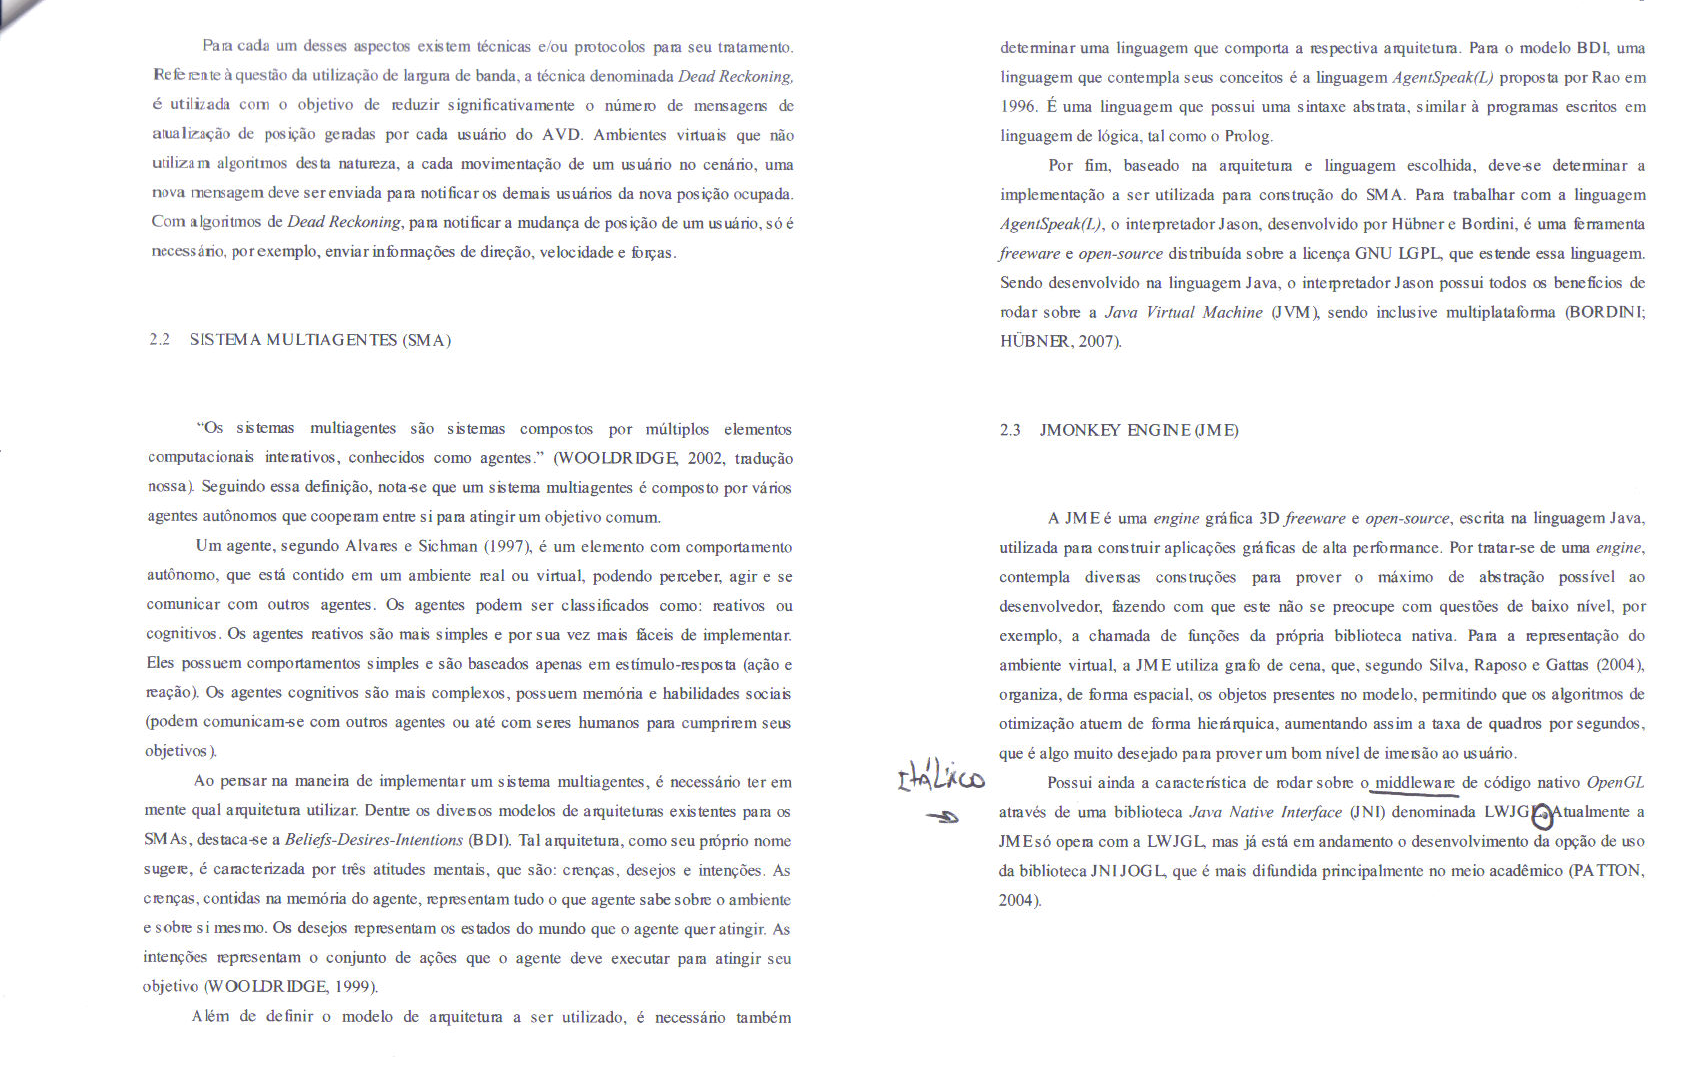 Para cada um desses aspectos existem técnicas e/ou protocolos para seu tratamento.
Referente à questão da utilização de largura de banda, a técnica denominada Dead Reckoning,
é utilizada com o objetivo de reduzir significativamente o número de mensagens de
atualização de posição geradas por cada usuário do AVD. Ambientes virtuais que não
utilizam algoritmos desta natureza, a cada movimentação de um usuário no cenário, uma
nova mensagem deve ser enviada para notificar os demais usuários da nova posição ocupada.
Com algoritmos de Dead Reckoning, para notificar a mudança de posição de um usuário, só é
necessário, por exemplo, enviar informações de direção, velocidade e forças.
2.2 SISTEMA MULTIAGENTES (SMA)
“Os sistemas multiagentes são sistemas compostos por múltiplos elementos
computacionais interativos, conhecidos como agentes.” (WOOLDRIDGE, 2002, tradução
nossa). Seguindo essa definição, nota-se que um sistema multiagentes é composto por vários
agentes autônomos que cooperam entre si para atingir um objetivo comum.
Um agente, segundo Alvares e Sichman (1997), é um elemento com comportamento
autônomo, que está contido em um ambiente real ou virtual, podendo perceber, agir e se
comunicar com outros agentes. Os agentes podem ser classificados como: reativos ou
cognitivos. Os agentes reativos são mais simples e por sua vez mais fáceis de implementar.
Eles possuem comportamentos simples e são baseados apenas em estímulo-resposta (ação e
reação). Os agentes cognitivos são mais complexos, possuem memória e habilidades sociais
(podem comunicam-se com outros agentes ou até com seres humanos para cumprirem seus
objetivos).
Ao pensar na maneira de implementar um sistema multiagentes, é necessário ter em
mente qual arquitetura utilizar. Dentre os diversos modelos de arquiteturas existentes para os
SMAs, destaca-se a Beliefs-Desires-Intentions (BDI). Tal arquitetura, como seu próprio nome
sugere, é caracterizada por três atitudes mentais, que são: crenças, desejos e intenções. As
crenças, contidas na memória do agente, representam tudo o que agente sabe sobre o ambiente
e sobre si mesmo. Os desejos representam os estados do mundo que o agente quer atingir. As
intenções representam o conjunto de ações que o agente deve executar para atingir seu
objetivo (WOOLDRIDGE, 1999).
Além de definir o modelo de arquitetura a ser utilizado, é necessário também
determinar uma linguagem que comporta a respectiva arquitetura. Para o modelo BDI, uma
linguagem que contempla seus conceitos é a linguagem AgentSpeak(L) proposta por Rao em
1996. É uma linguagem que possui uma sintaxe abstrata, similar à programas escritos em
linguagem de lógica, tal como o Prolog.
Por fim, baseado na arquitetura e linguagem escolhida, deve-se determinar a
implementação a ser utilizada para construção do SMA. Para trabalhar com a linguagem
AgentSpeak(L), o interpretador Jason, desenvolvido por Hübner e Bordini, é uma ferramenta
freeware e open-source distribuída sobre a licença GNU LGPL, que estende essa linguagem.
Sendo desenvolvido na linguagem Java, o interpretador Jason possui todos os benefícios de
rodar sobre a Java Virtual Machine (JVM), sendo inclusive multiplataforma (BORDINI;
HÜBNER, 2007).
2.3 JMONKEY ENGINE (JME)
A JME é uma engine gráfica 3D freeware e open-source, escrita na linguagem Java,
utilizada para construir aplicações gráficas de alta performance. Por tratar-se de uma engine,
contempla diversas construções para prover o máximo de abstração possível ao
desenvolvedor, fazendo com que este não se preocupe com questões de baixo nível, por
exemplo, a chamada de funções da própria biblioteca nativa. Para a representação do
ambiente virtual, a JME utiliza grafo de cena, que, segundo Silva, Raposo e Gattas (2004),
organiza, de forma espacial, os objetos presentes no modelo, permitindo que os algoritmos de
otimização atuem de forma hierárquica, aumentando assim a taxa de quadros por segundos,
que é algo muito desejado para prover um bom nível de imersão ao usuário.
Itálico
Possui ainda a característica de rodar sobre o middleware de código nativo OpenGL
através de uma biblioteca Java Native Interface (JNI) denominada LWJGL. Atualmente a
JME só opera com a LWJGL, mas já está em andamento o desenvolvimento da opção de uso
da biblioteca JNI JOGL, que é mais difundida principalmente no meio acadêmico (PATTON,
2004).